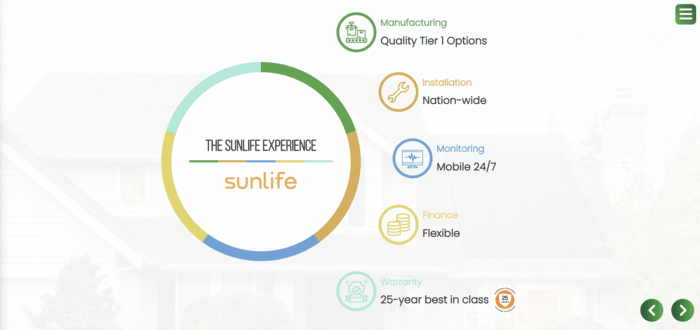 Manufacturing
Quality Tier 1 Options
Installation
Nation-wide
THE SUNLIFE EXPERIENCE
sunlife
Monitoring
Mobile 24/7
Finance
Flexible
Warranty
25-year best in class
25